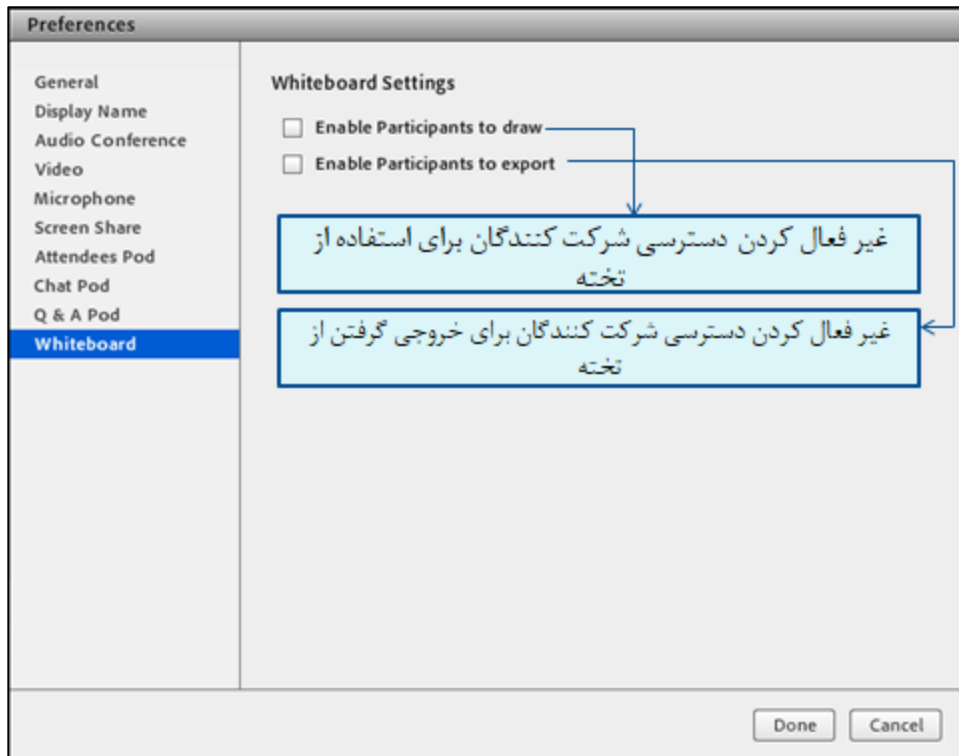 Preferences
General
Display Name
Audio Conference
Video
Microphone
Screen Share
Attendees Pod
Chat Pod
Q & A Pod
Whiteboard
Whiteboard Settings
Enable Participants to draw
Enable Participants to export
غیر فعال کردن دسترسی شرکت کنندگان برای استفاده از
تخته
غیر فعال کردن دسترسی شرکت کنندگان برای خروجی گرفتن از
تخته
Done
Cancel